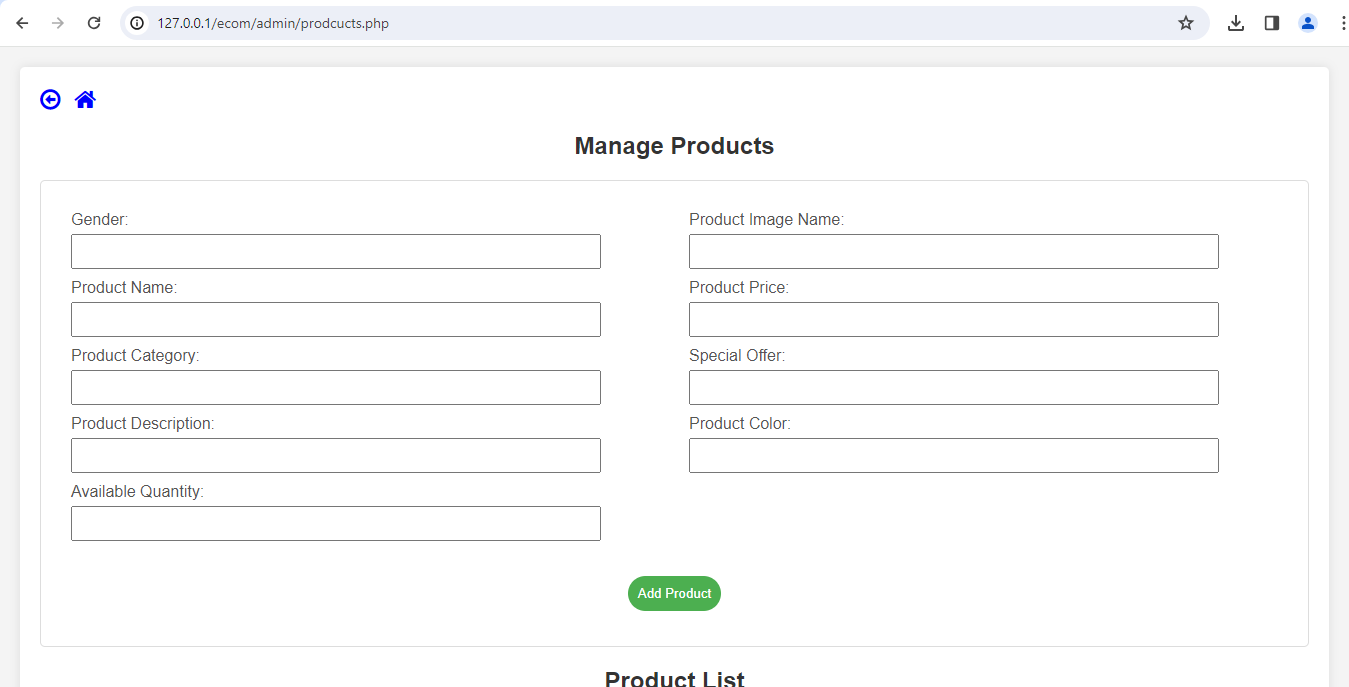 127.0.0.1/ecom/admin/prodcucts.php
Manage Products
Gender:
Product Image Name:
Product Name:
Product Price:
Product Category:
Special Offer:
Product Description:
Product Color:
Available Quantity:
Add Product
Product List